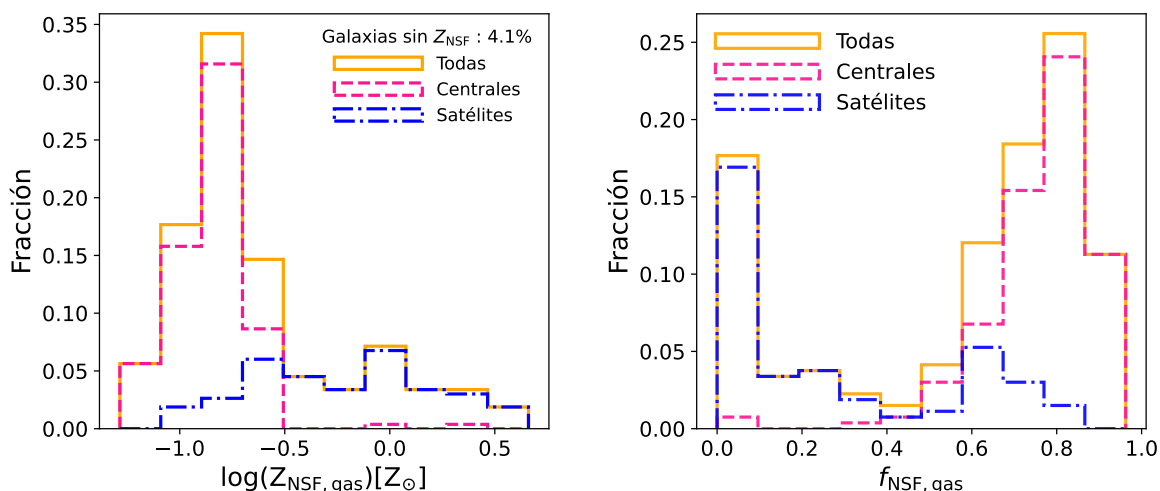 0.35
0.30
0.25
0.20
0.15
0.10
0.05
0.00
Fracción
Galaxias sin Z_NSF : 4.1%
Todas
Centrales
Satélites
−1.0 −0.5 0.0 0.5
log(Z_NSF, gas)[Z_⊙]
0.25
0.20
0.15
0.10
0.05
0.00
Fracción
Todas
Centrales
Satélites
0.0 0.2 0.4 0.6 0.8 1.0
f_NSF, gas